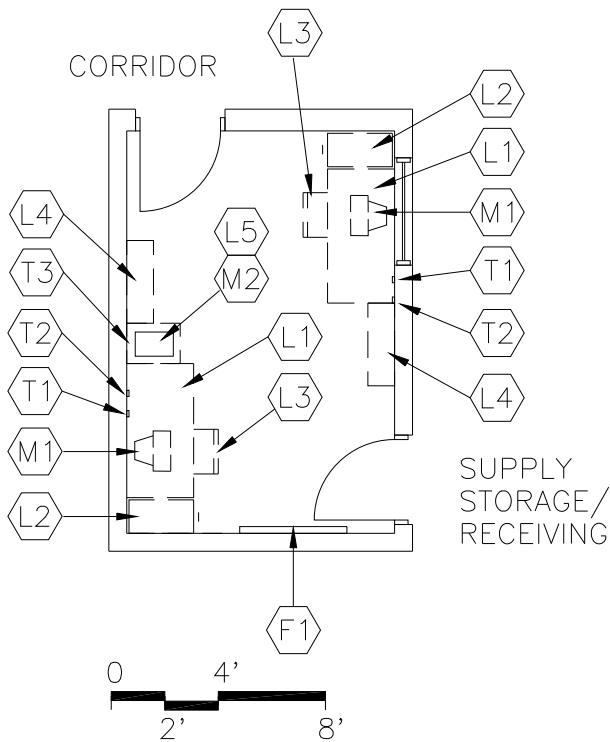 L3
CORRIDOR
L2
L1
L4
L5
M1
T3
M2
T1
T2
L1
T2
T1
L3
L4
M1
SUPPLY
STORAGE/
RECEIVING
L2
F1
0 4'
2' 8'